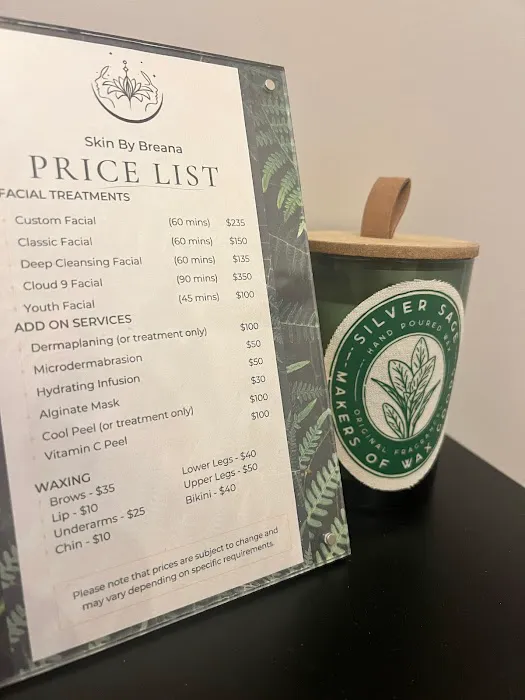 Skin By Breana
PRICE LIST
FACIAL TREATMENTS
Custom Facial (60 mins) $235
Classic Facial (60 mins) $150
Deep Cleansing Facial (60 mins) $135
Cloud 9 Facial (90 mins) $350
Youth Facial (45 mins) $100
ADD ON SERVICES
Dermaplaning (or treatment only) $100
Microdermabrasion $50
Hydrating Infusion $50
Alginate Mask $30
Cool Peel (or treatment only) $100
Vitamin C Peel $100
WAXING
Brows - $35
Lip - $10
Underarms - $25
Chin - $10
Lower Legs - $40
Upper Legs - $50
Bikini - $40
Please note that prices are subject to change and
may vary depending on specific requirements.
SILVER SAGE
HAND POURED
ORIGINAL
MAKERS OF WAX